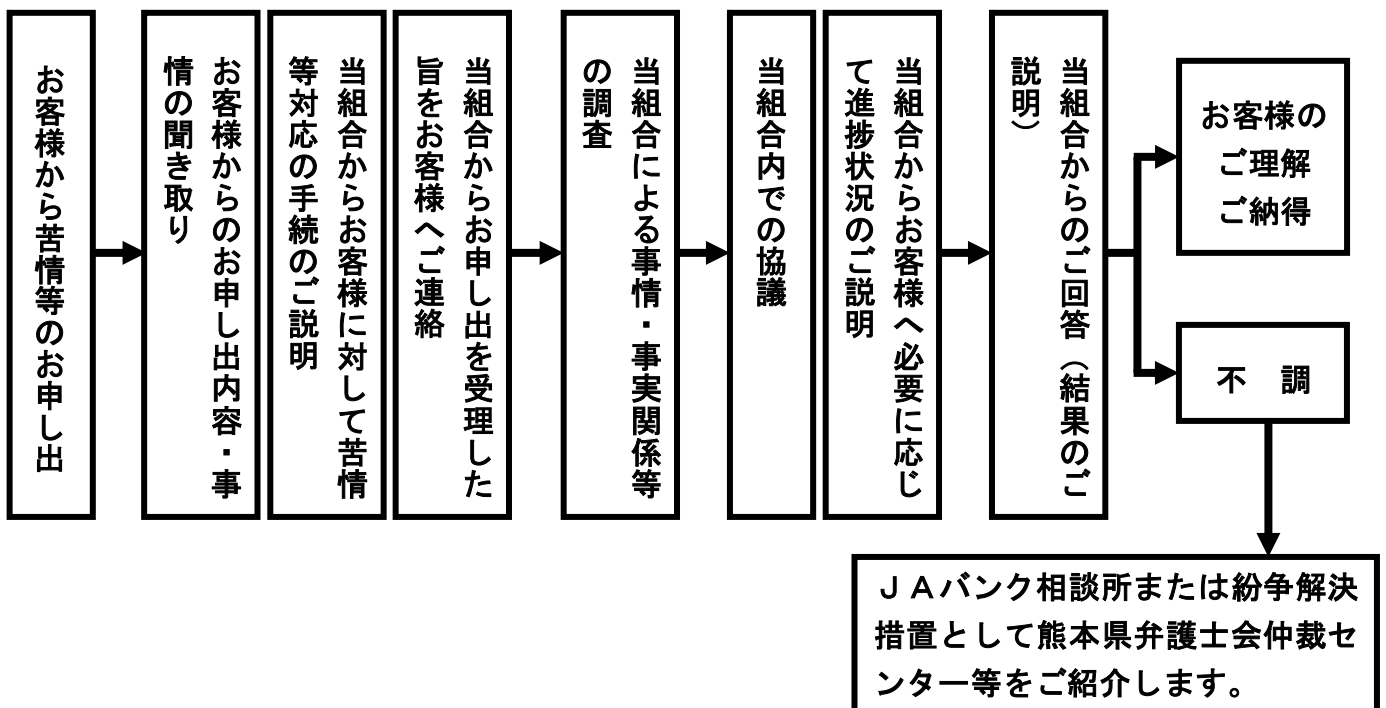 お客様から苦情等のお申し出
お客様からのお申し出内容・事
情の聞き取り
当組合からお客様に対して苦情
等対応の手続のご説明
当組合からお申し出を受理した
旨をお客様へご連絡
当組合による事情・事実関係等
の調査
当組合内での協議
当組合からお客様へ必要に応じ
て進捗状況のご説明
当組合からのご回答（結果のご
説明）
お客様の
ご理解
ご納得
不　調
ＪＡバンク相談所または紛争解決
措置として熊本県弁護士会仲裁セ
ンター等をご紹介します。